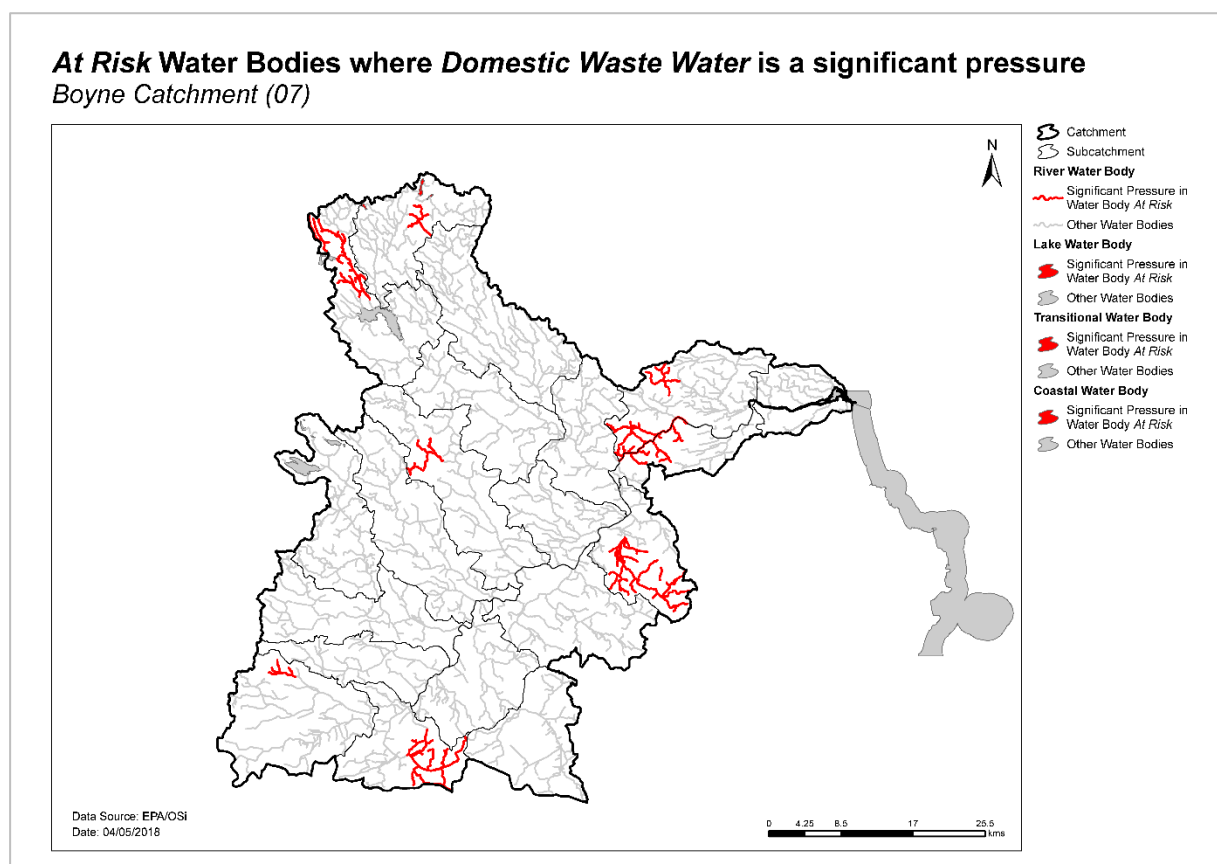 At Risk Water Bodies where Domestic Waste Water is a significant pressure
Boyne Catchment (07)
N
Catchment
Subcatchment
River Water Body
Significant Pressure in
Water Body At Risk
Other Water Bodies
Lake Water Body
Significant Pressure in
Water Body At Risk
Other Water Bodies
Transitional Water Body
Significant Pressure in
Water Body At Risk
Other Water Bodies
Coastal Water Body
Significant Pressure in
Water Body At Risk
Other Water Bodies
Data Source: EPA/OSi
Date: 04/05/2018
0 4.25 8.5 17 25.5
kms